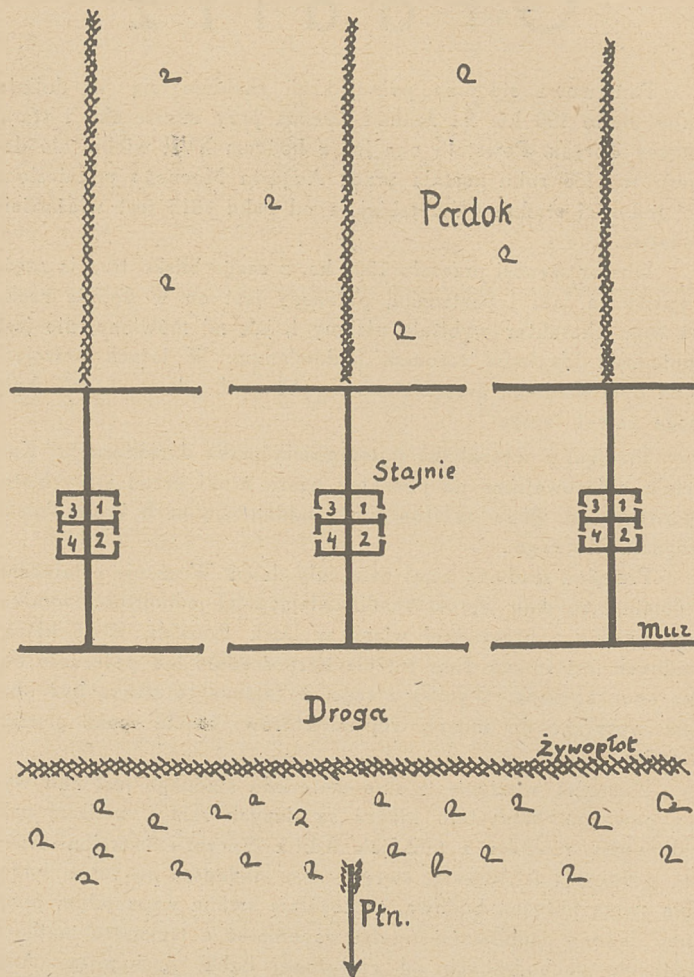 Padok
Stajnie
3 1 3 1 3 1
4 2 4 2 4 2
Mur
Droga
Żywopłot
Płn.